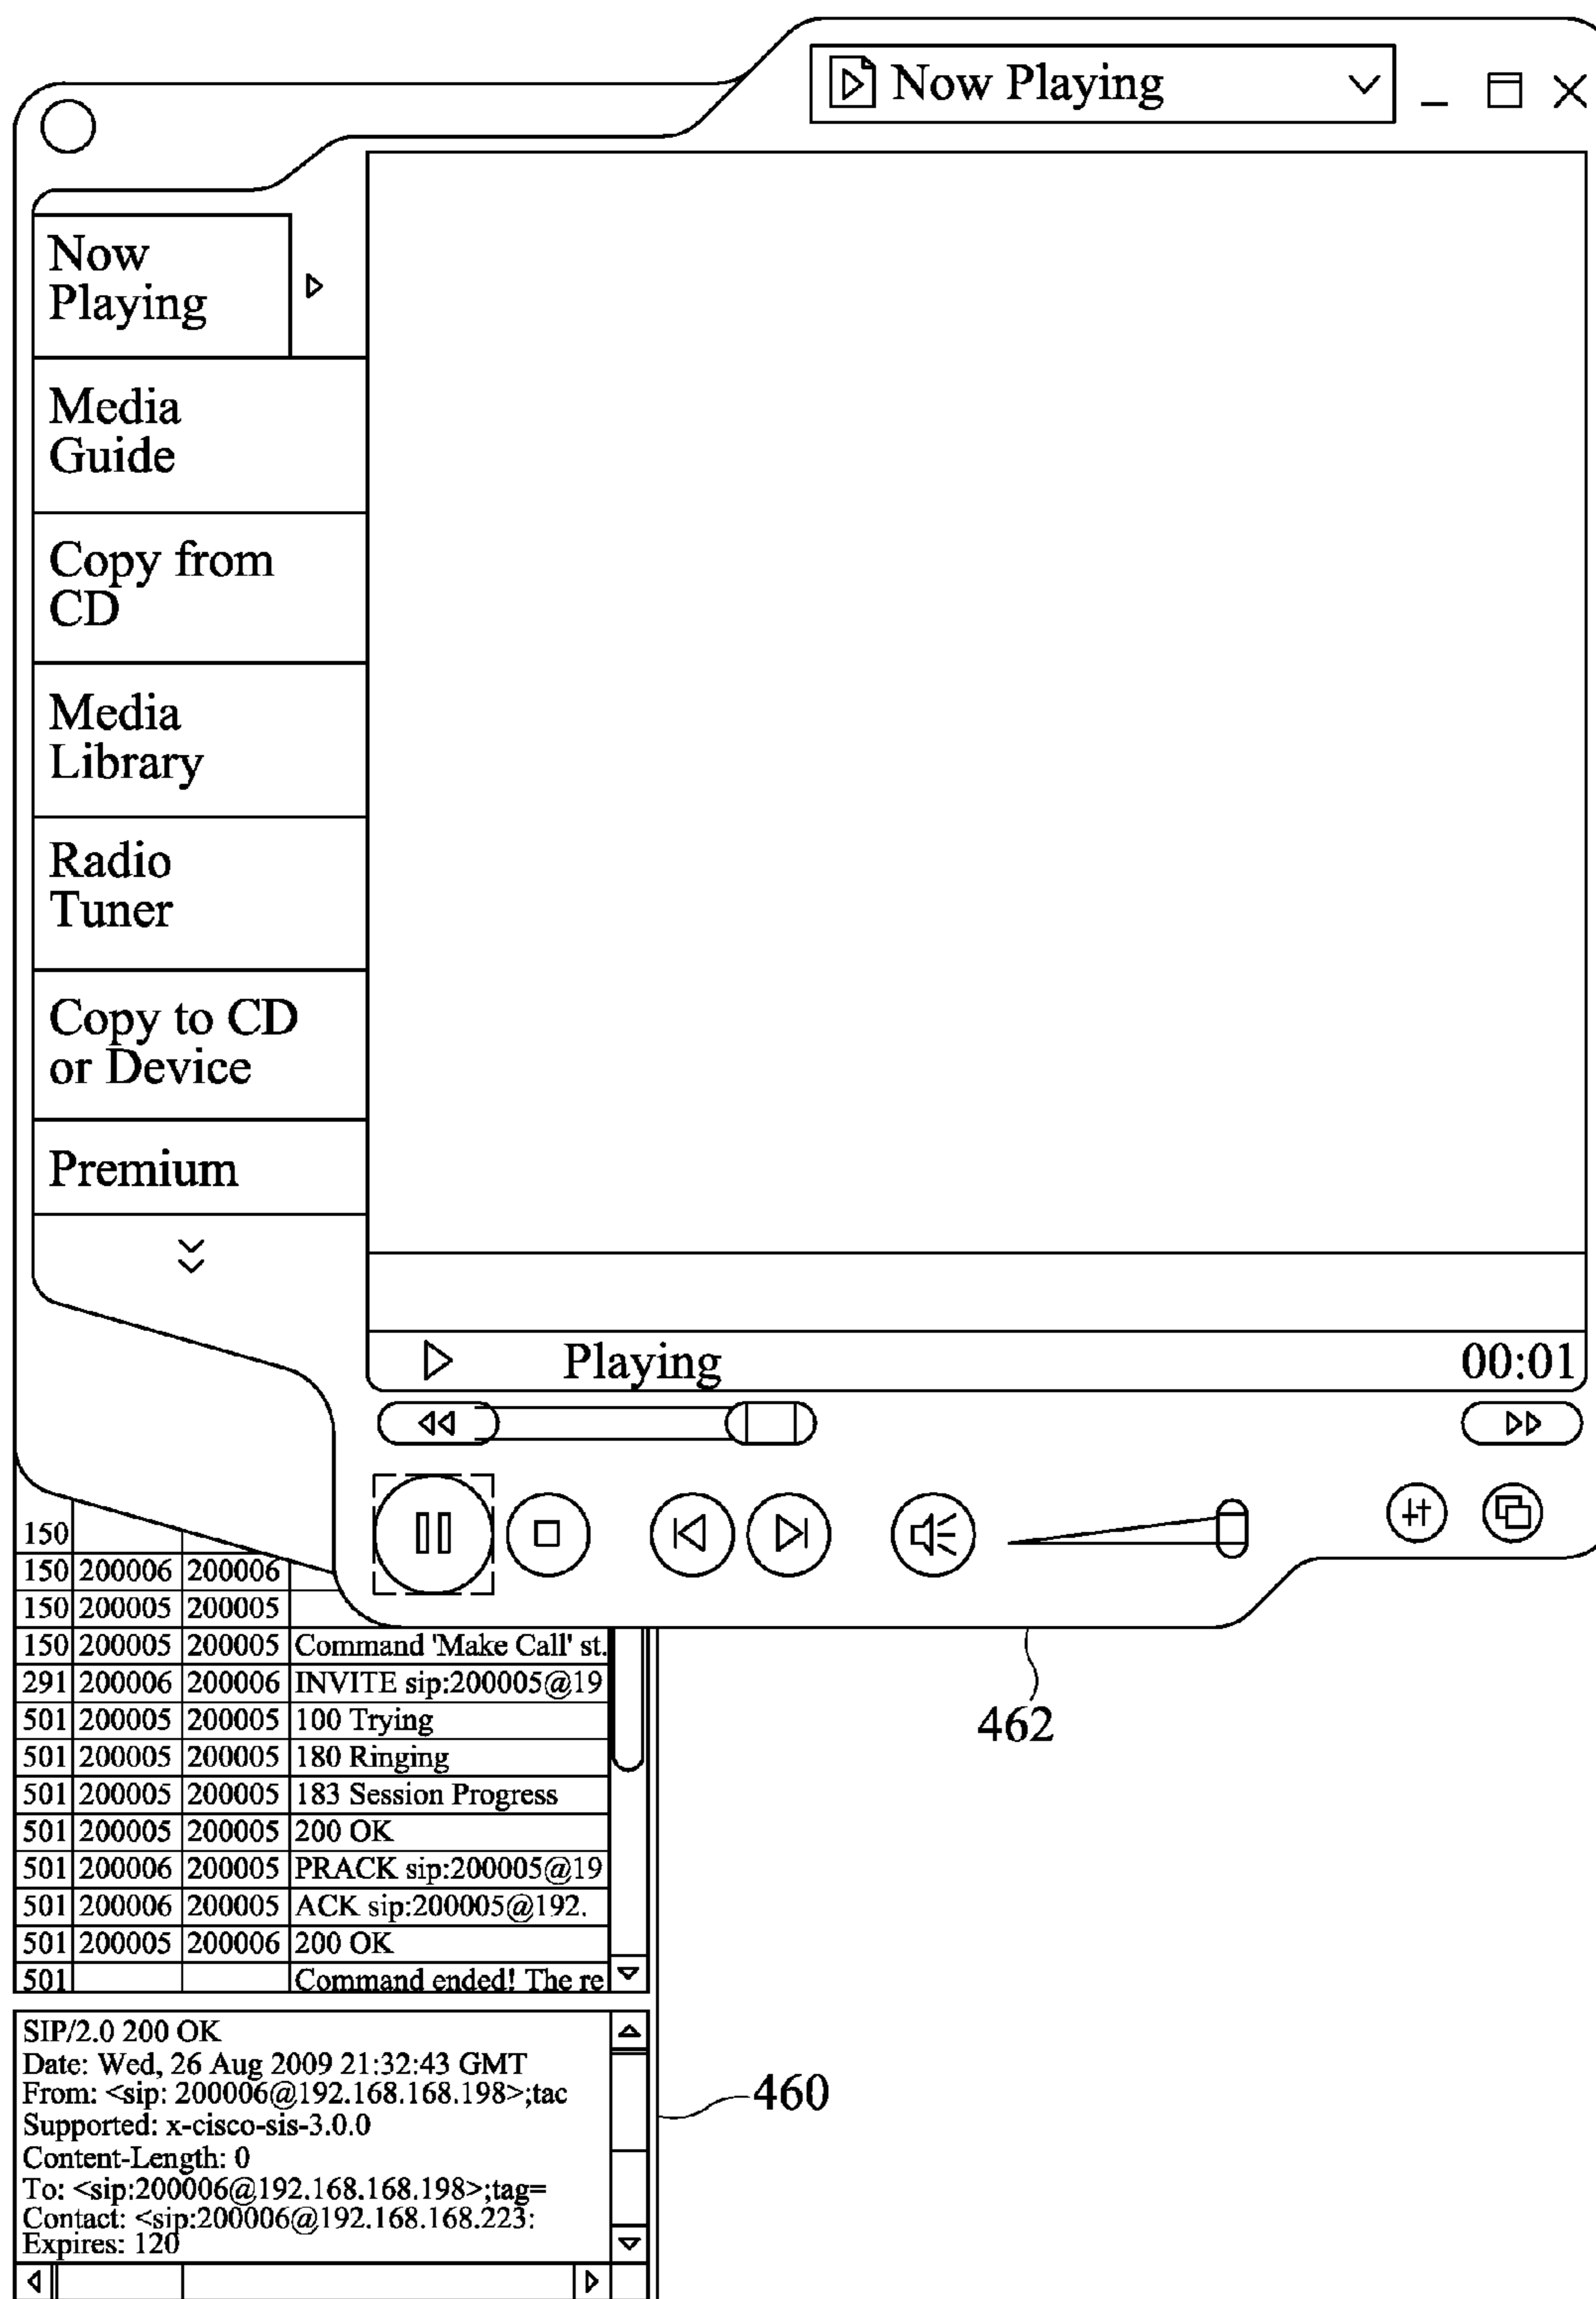 Now Playing
Now
Playing
Media
Guide
Copy from
CD
Media
Library
Radio
Tuner
Copy to CD
or Device
Premium
Playing 00:01
150
150 200006 200006
150 200005 200005
150 200005 200005 Command 'Make Call' st.
291 200006 200006 INVITE sip:200005@19
501 200005 200005 100 Trying
501 200005 200005 180 Ringing
501 200005 200005 183 Session Progress
501 200005 200005 200 OK
501 200006 200005 PRACK sip:200005@19
501 200006 200005 ACK sip:200005@192.
501 200005 200006 200 OK
501 Command ended! The re
462
SIP/2.0 200 OK
Date: Wed, 26 Aug 2009 21:32:43 GMT
From: <sip: 200006@192.168.168.198>;tac
Supported: x-cisco-sis-3.0.0
Content-Length: 0
To: <sip:200006@192.168.168.198>;tag=
Contact: <sip:200006@192.168.168.223:
Expires: 120
460